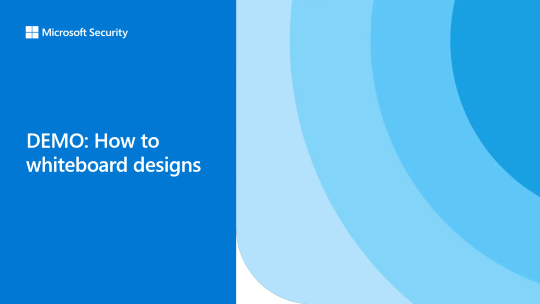 Microsoft Security
DEMO: How to
whiteboard designs